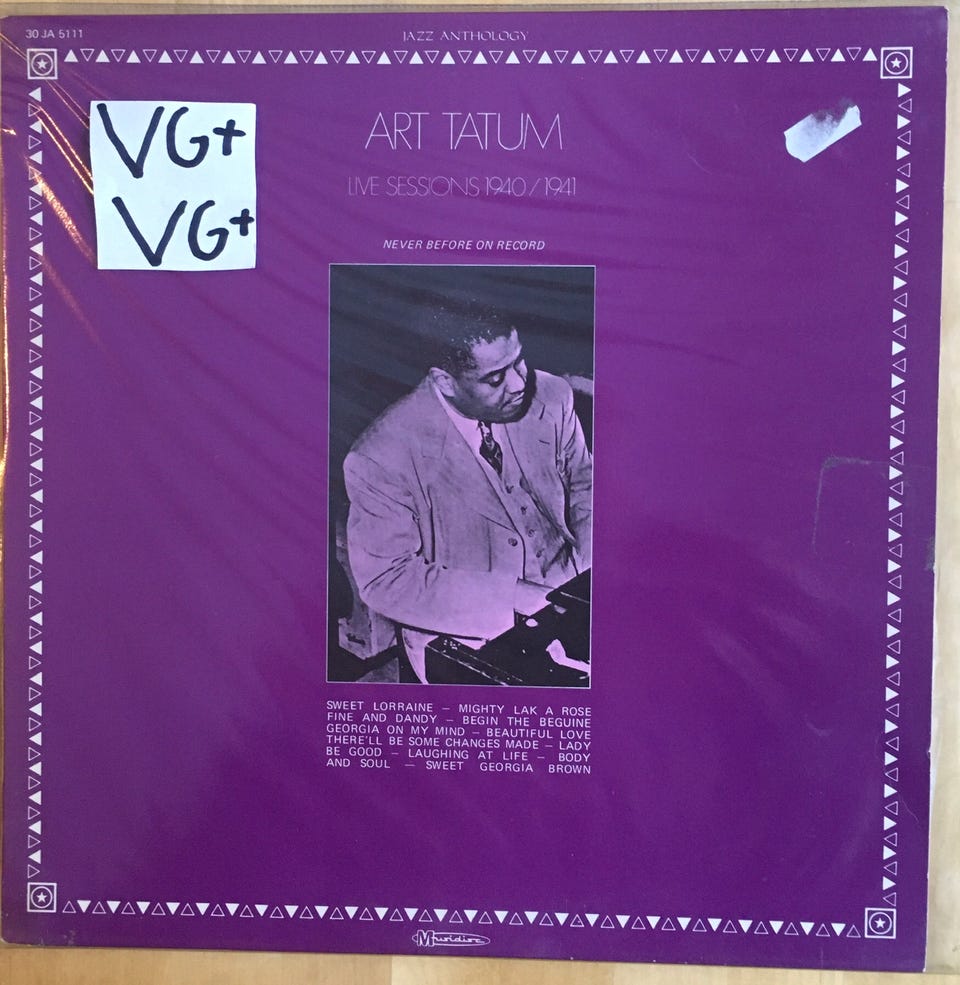 30 JA 5111
JAZZ ANTHOLOGY
VG+
VG+
ART TATUM
LIVE SESSIONS 1940/1941
NEVER BEFORE ON RECORD
SWEET LORRAINE – MIGHTY LAK A ROSE
FINE AND DANDY – BEGIN THE BEGUINE
GEORGIA ON MY MIND – BEAUTIFUL LOVE
THERE'LL BE SOME CHANGES MADE – LADY
BE GOOD – LAUGHING AT LIFE – BODY
AND SOUL – SWEET GEORGIA BROWN
Musidisc